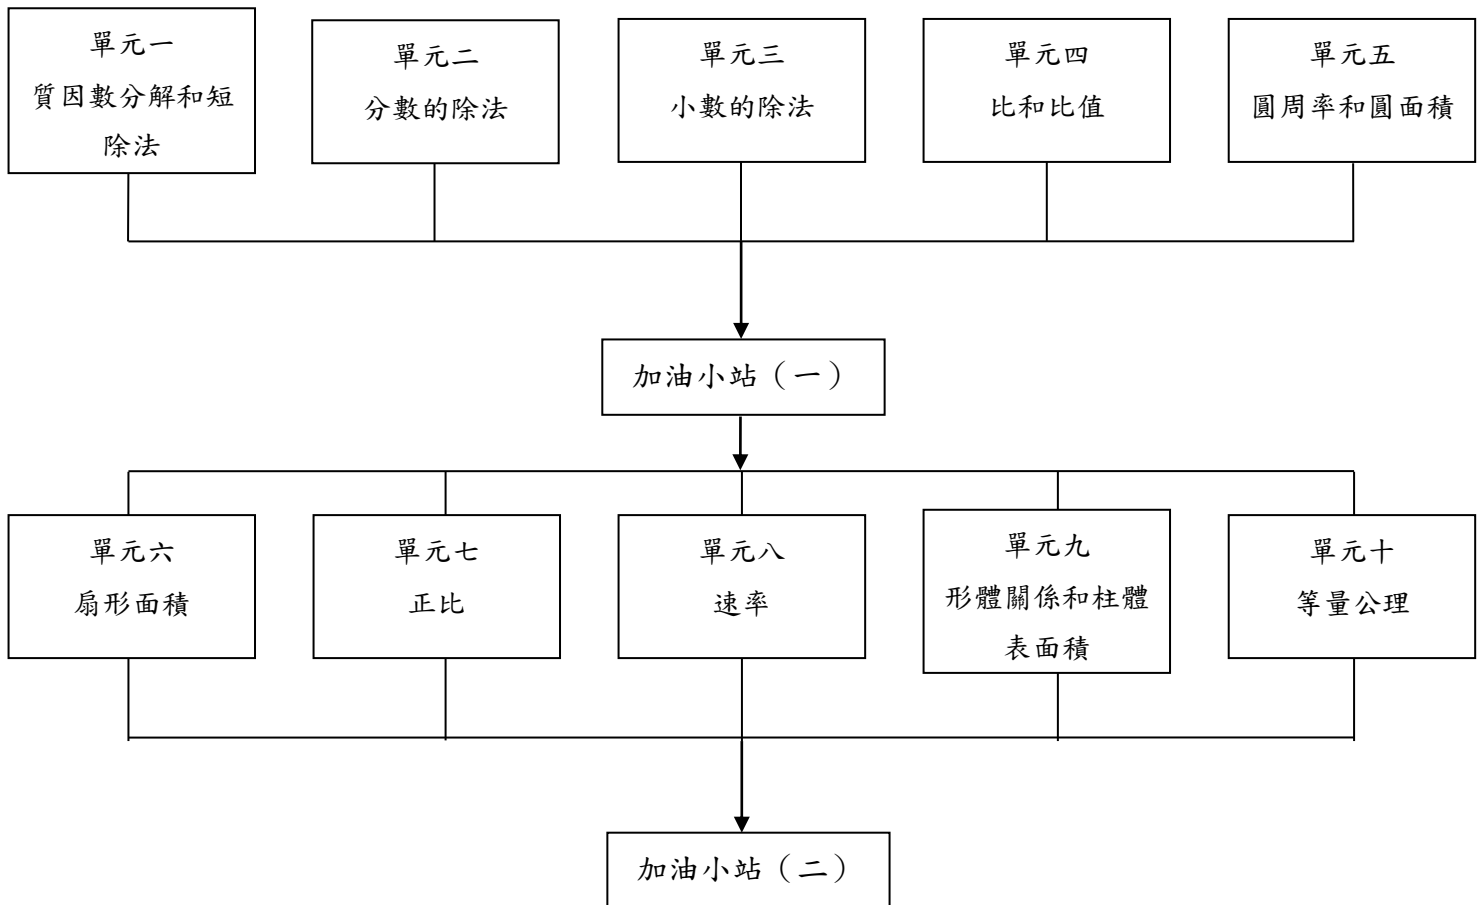 單元一
質因數分解和短
除法
單元二
分數的除法
單元三
小數的除法
單元四
比和比值
單元五
圓周率和圓面積
加油小站（一）
單元六
扇形面積
單元七
正比
單元八
速率
單元九
形體關係和柱體
表面積
單元十
等量公理
加油小站（二）